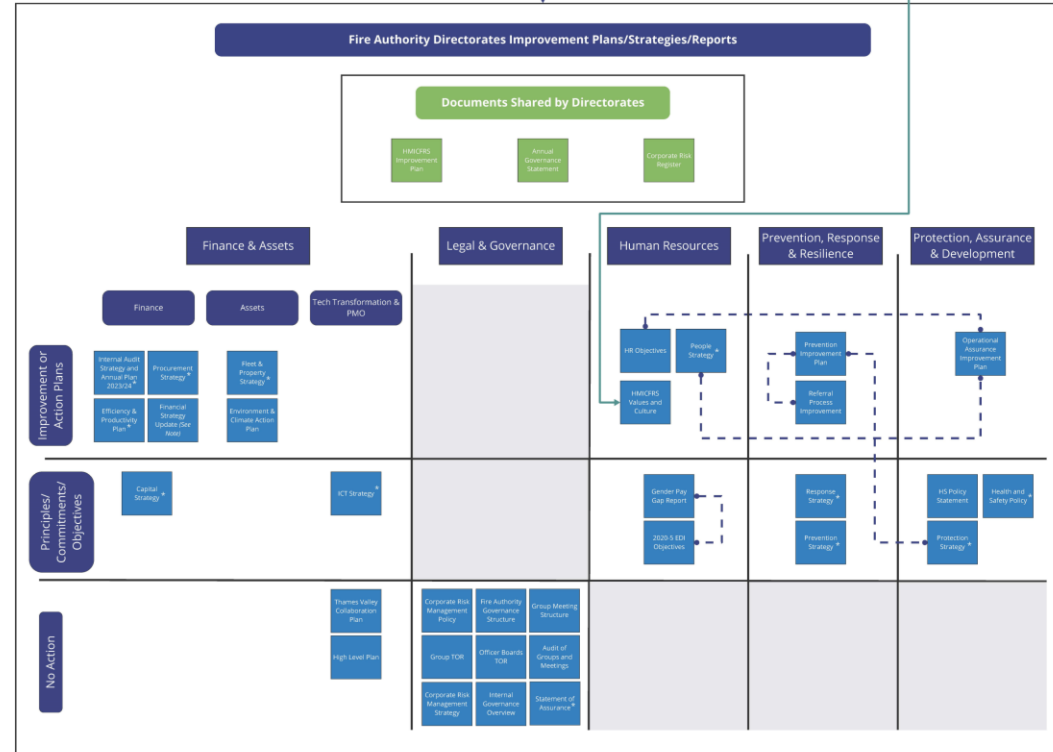 Fire Authority Directorates Improvement Plans/Strategies/Reports
Documents Shared by Directorates
HMICFRS
Improvement
Plan
Annual
Governance
Statement
Corporate Risk
Register
Finance & Assets
Legal & Governance
Human Resources
Prevention, Response
& Resilience
Protection, Assurance
& Development
Finance
Assets
Tech Transformation &
PMO
Improvement or
Action Plans
Internal Audit
Strategy and
Annual Plan
2023/24*
Procurement
Strategy*
Fleet &
Property
Strategy*
Efficiency &
Productivity
Plan*
Financial
Strategy
Update (See
Note)
Environment
& Climate Action
Plan
HR Objectives
People
Strategy*
HMICFRS
Values and
Culture
Prevention
Improvement
Plan
Referral
Process
Improvement
Operational
Assurance
Improvement
Plan
Principles/
Commitments/
Objectives
Capital
Strategy*
ICT Strategy*
Gender Pay
Gap Report
2020-5 EDI
Objectives
Response
Strategy*
Prevention
Strategy*
HS Policy
Statement
Health and
Safety Policy*
Protection
Strategy*
No Action
Thames Valley
Collaboration
Plan
High Level Plan
Corporate Risk
Management
Policy
Fire Authority
Governance
Structure
Group Meeting
Structure
Group TOR
Officer Boards
TOR
Audit of
Groups and
Meetings
Corporate Risk
Management
Strategy
Internal
Governance
Overview
Statement of
Assurance*